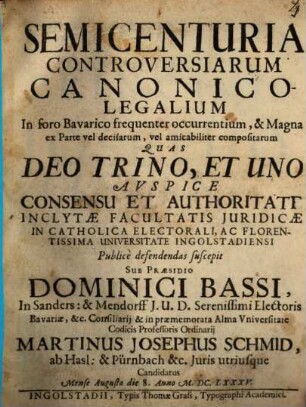 SEMICENTURIA
CONTROVERSIARUM
CANONICO-
LEGALIUM
In foro Bavarico frequenter occurrentium, & Magna
ex Parte vel decisarum, vel amicabiliter compositarum
QUAS
DEO TRINO, ET UNO
AUSPICE
CONSENSU ET AUTHORITATE
INCLYTÆ FACULTATIS JURIDICÆ
IN CATHOLICA ELECTORALI, AC FLOREN-
TISSIMA UNIVERSITATE INGOLSTADIENSI
Publicè defendendas suscepit
SUB PRÆSIDIO
DOMINICI BASSI,
In Sanders: & Mendorff J. U. D. Serenissimi Electoris
Bavariæ, &c. Consiliarij & in præmemorata Alma Vniversitate
Codicis Professoris Ordinarij
MARTINUS JOSEPHUS SCHMID,
ab Hasl: & Pürnbach &c. Juris utriusque
Candidatus
Mense Augusto die 8. Anno M. DC. LXXXV.
INGOLSTADII, Typis Thomæ Grass, Typographi Academici.